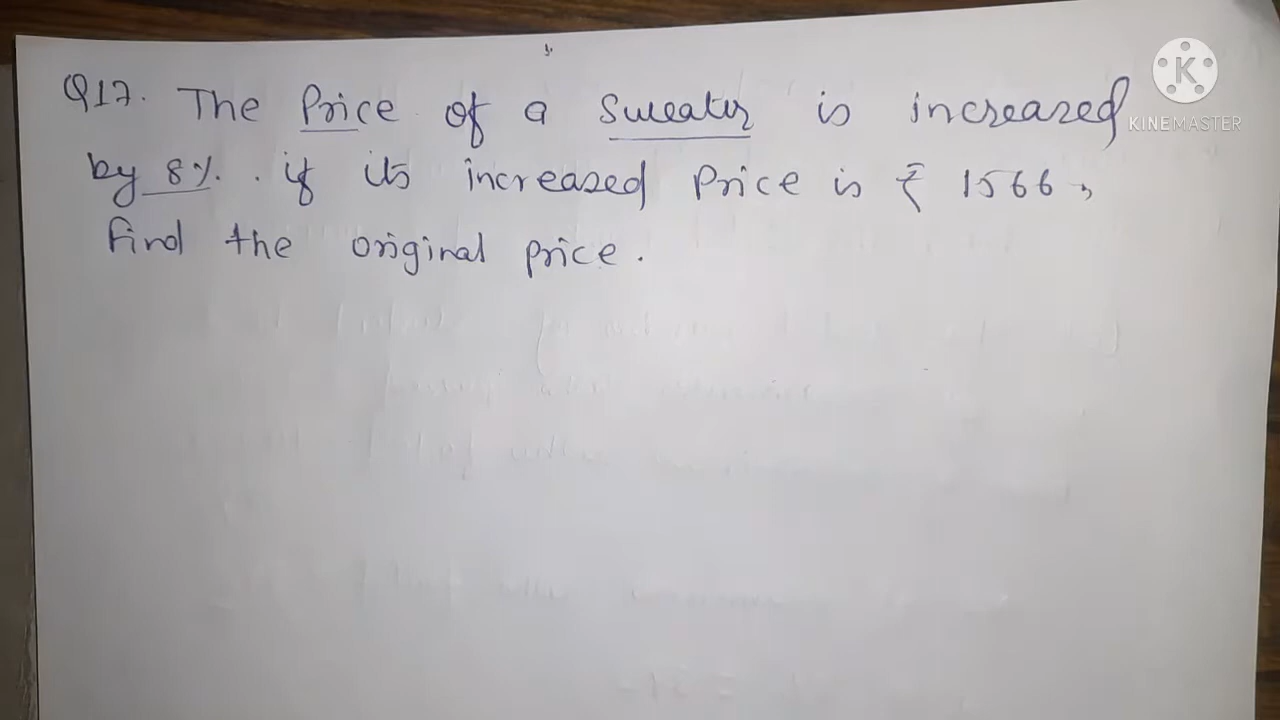 Q17. The Price of a Sweater is increased
by 8%. if its increased Price is ₹ 1566,
find the original price.
K
KINEMASTER